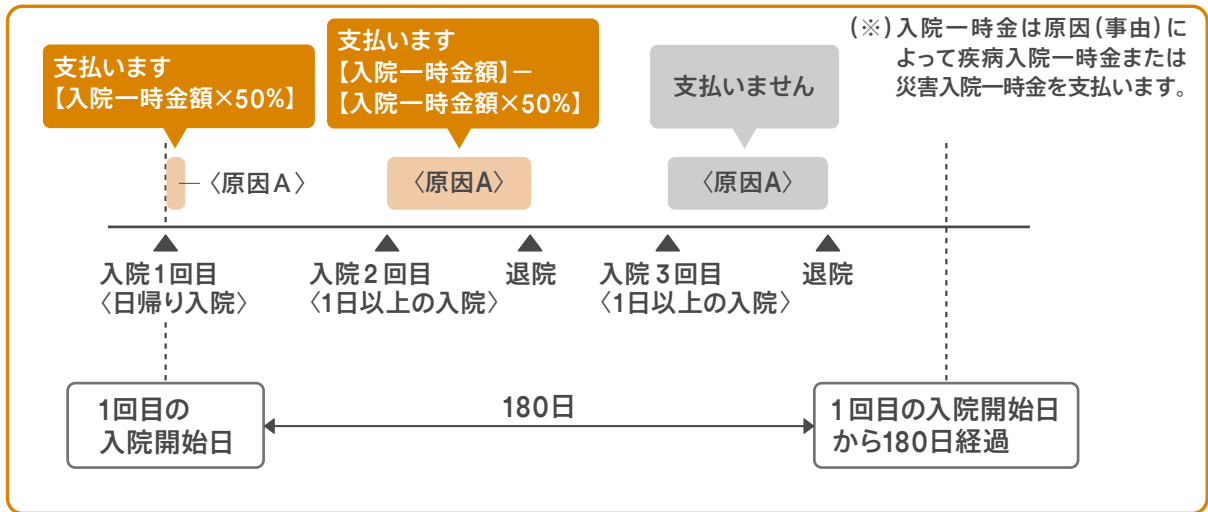 支払います
【入院一時金額×50%】
支払います
【入院一時金額】－
【入院一時金額×50%】
支払いません
(※)入院一時金は原因(事由)に
よって疾病入院一時金または
災害入院一時金を支払います。
〈原因A〉
〈原因A〉
〈原因A〉
入院1回目
〈日帰り入院〉
入院2回目
〈1日以上の入院〉
退院
入院3回目
〈1日以上の入院〉
退院
1回目の
入院開始日
180日
1回目の入院開始日
から180日経過